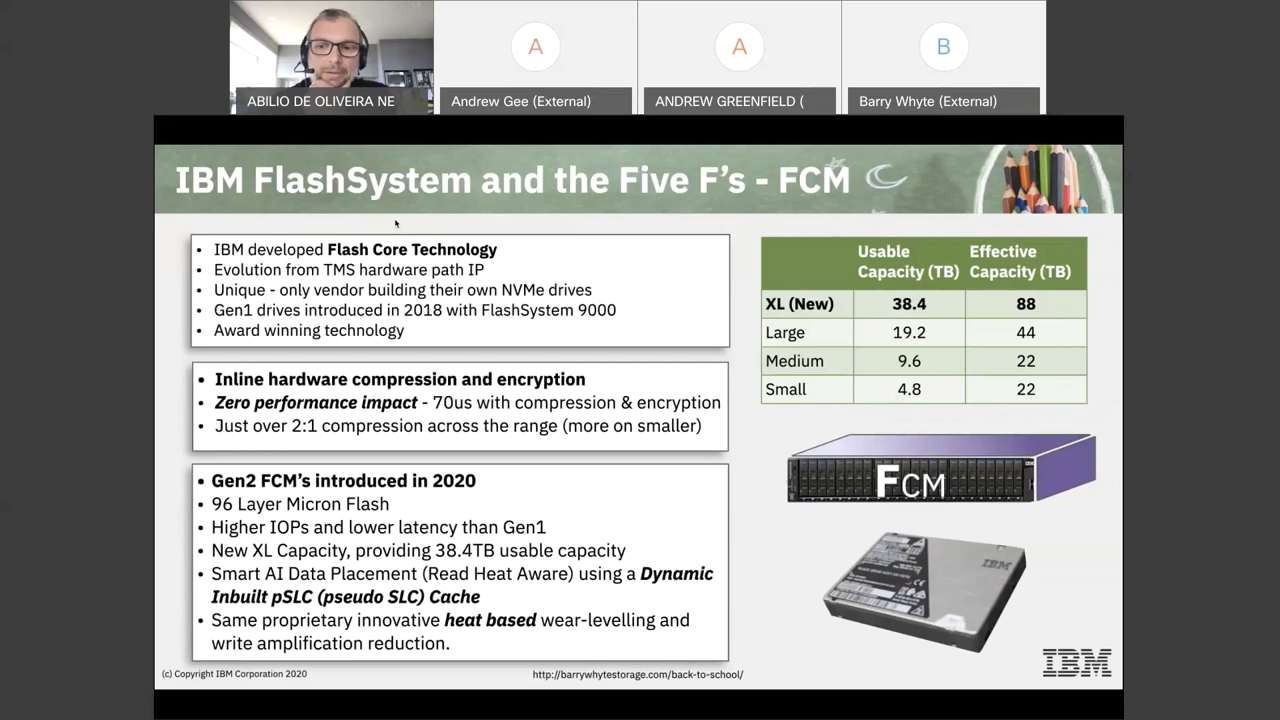 ABILIO DE OLIVEIRA NE
A
Andrew Gee (External)
A
ANDREW GREENFIELD (
B
Barry Whyte (External)
IBM FlashSystem and the Five F's - FCM
• IBM developed Flash Core Technology
• Evolution from TMS hardware path IP
• Unique - only vendor building their own NVMe drives
• Gen1 drives introduced in 2018 with FlashSystem 9000
• Award winning technology
• Inline hardware compression and encryption
• Zero performance impact - 70us with compression & encryption
• Just over 2:1 compression across the range (more on smaller)
• Gen2 FCM's introduced in 2020
• 96 Layer Micron Flash
• Higher IOPs and lower latency than Gen1
• New XL Capacity, providing 38.4TB usable capacity
• Smart AI Data Placement (Read Heat Aware) using a Dynamic
Inbuilt pSLC (pseudo SLC) Cache
• Same proprietary innovative heat based wear-levelling and
write amplification reduction.
Usable Capacity (TB) Effective Capacity (TB)
XL (New) 38.4 88
Large 19.2 44
Medium 9.6 22
Small 4.8 22
FCM
IBM
(c) Copyright IBM Corporation 2020
http://barrywhytestorage.com/back-to-school/
IBM